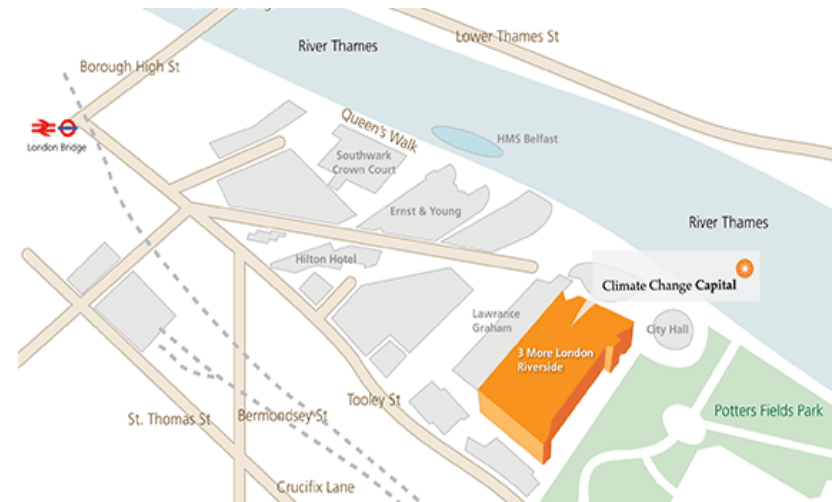 River Thames
Lower Thames St
Borough High St
London Bridge
Queen's Walk
HMS Belfast
Southwark
Crown Court
Ernst & Young
River Thames
Hilton Hotel
Climate Change Capital
Lawrance
Graham
City Hall
3 More London
Riverside
Tooley St
Potters Fields Park
St. Thomas St
Bermondsey St
Crucifix Lane